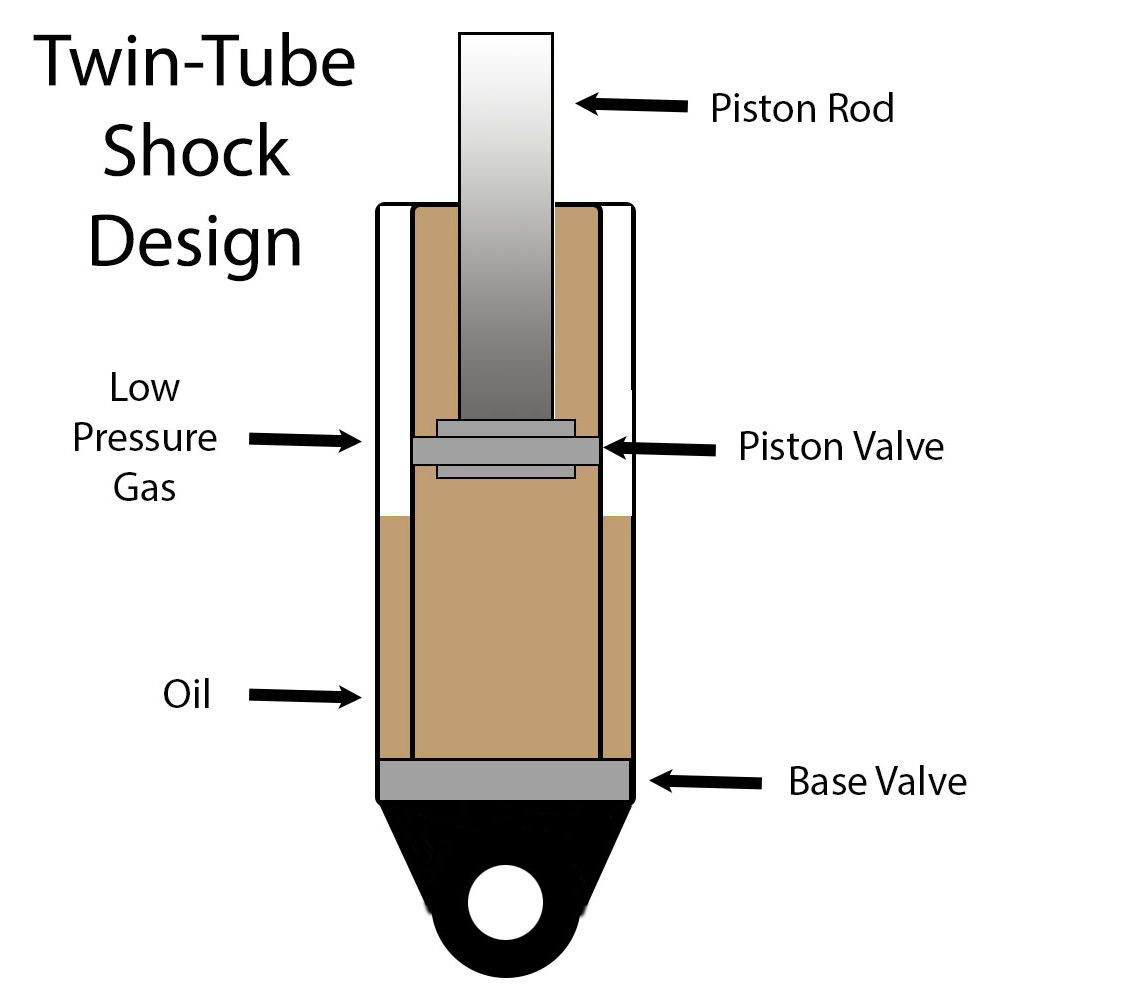 Twin-Tube
Shock
Design
Piston Rod
Low
Pressure
Gas
Piston Valve
Oil
Base Valve